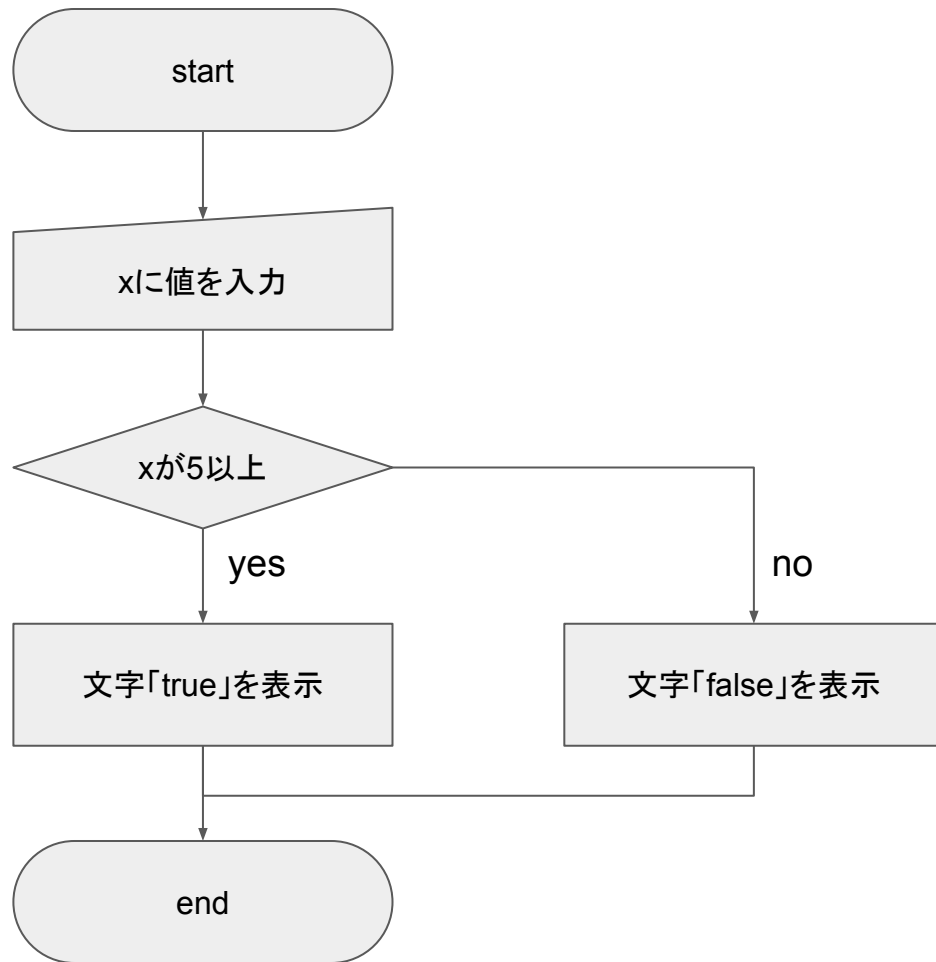 start
xに値を入力
xが5以上
yes
no
文字「true」を表示
文字「false」を表示
end